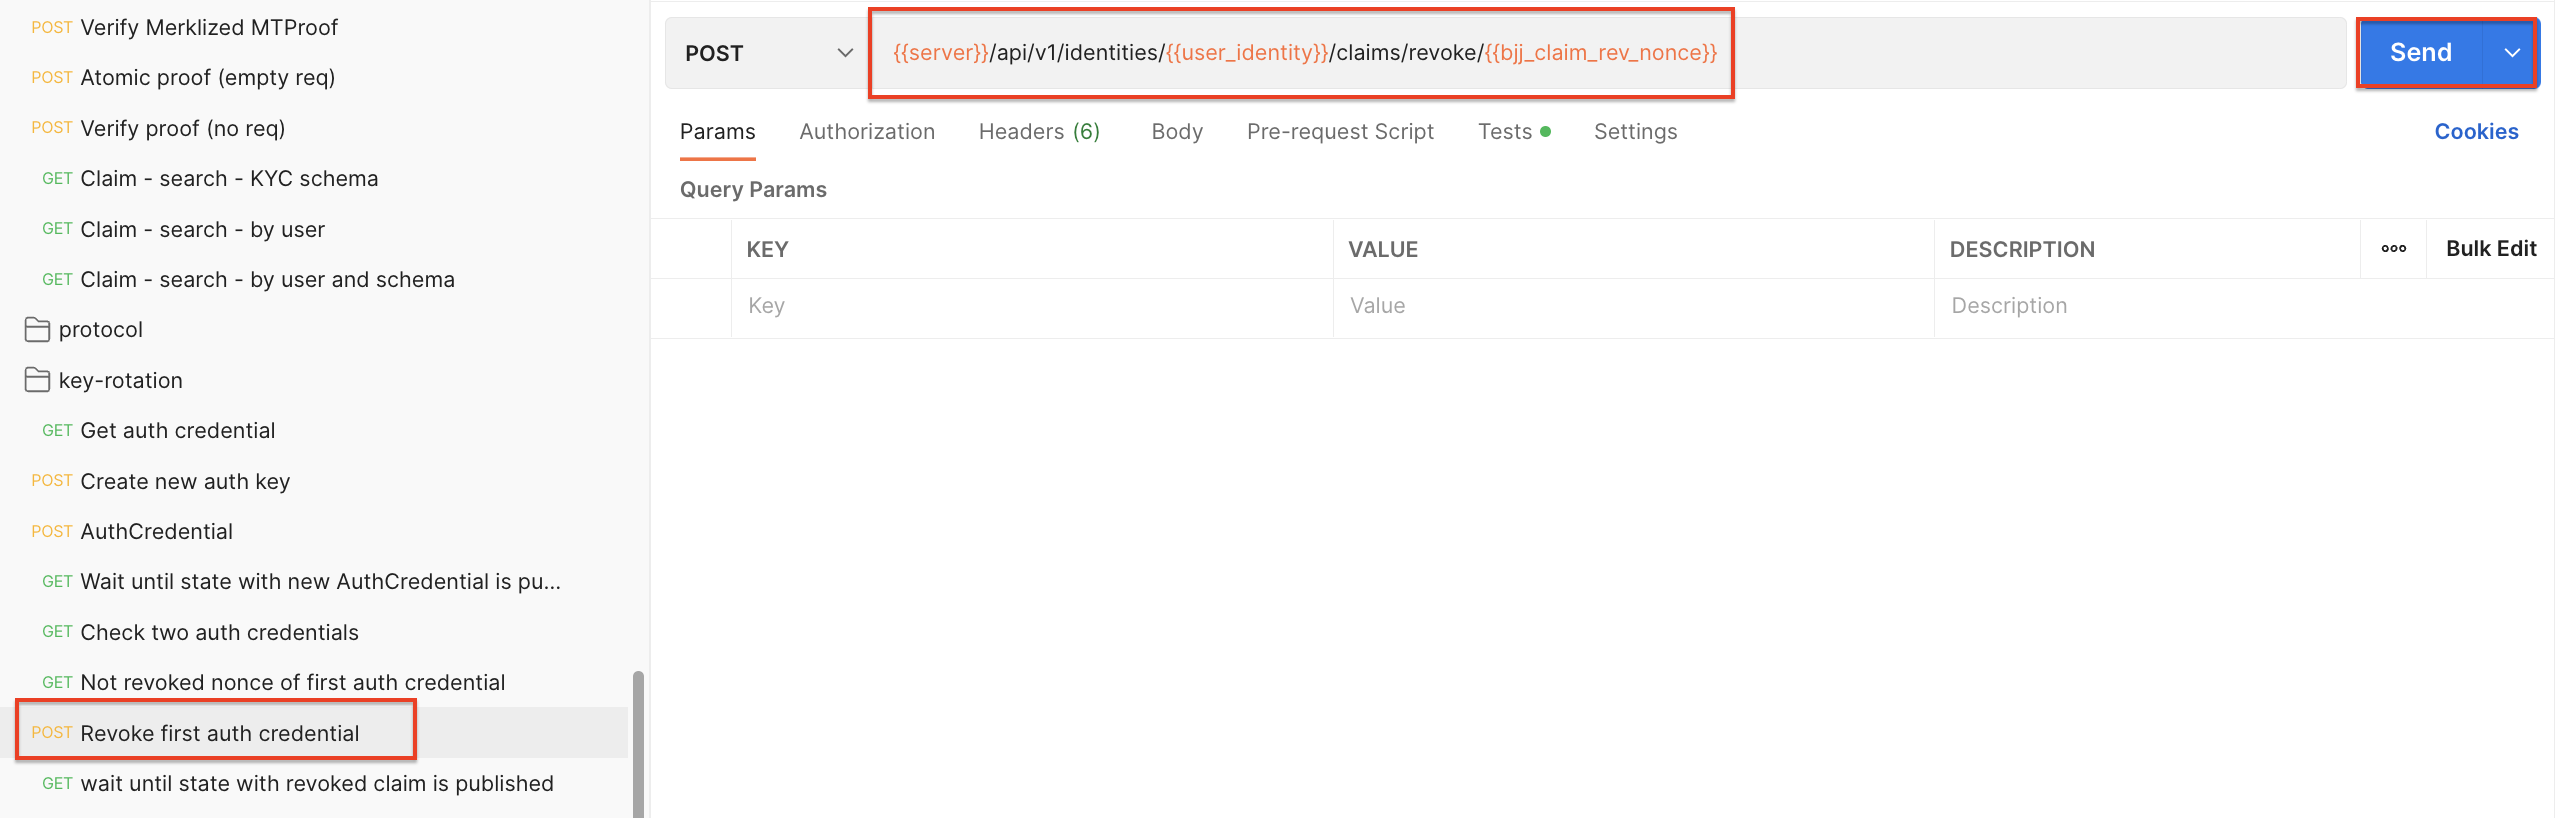 POST Verify Merklized MTProof
POST Atomic proof (empty req)
POST Verify proof (no req)
GET Claim - search - KYC schema
GET Claim - search - by user
GET Claim - search - by user and schema
protocol
key-rotation
GET Get auth credential
POST Create new auth key
POST AuthCredential
GET Wait until state with new AuthCredential is pu...
GET Check two auth credentials
GET Not revoked nonce of first auth credential
POST Revoke first auth credential
GET wait until state with revoked claim is published
POST {{server}}/api/v1/identities/{{user_identity}}/claims/revoke/{{bjj_claim_rev_nonce}} Send
Params Authorization Headers (6) Body Pre-request Script Tests Settings Cookies
Query Params
KEY VALUE DESCRIPTION ooo Bulk Edit
Key Value Description